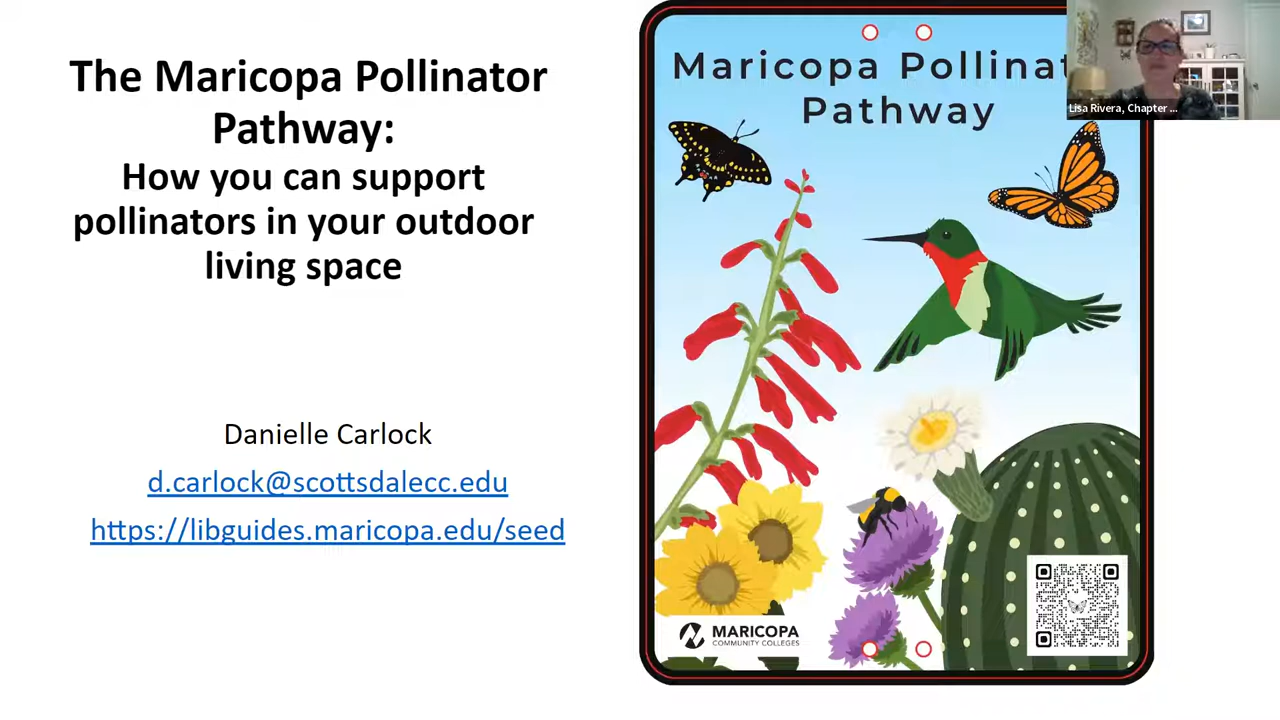 The Maricopa Pollinator
Pathway:
How you can support
pollinators in your outdoor
living space
Danielle Carlock
d.carlock@scottsdalecc.edu
https://libguides.maricopa.edu/seed
Maricopa Pollinat
Pathway
MARICOPA
COMMUNITY COLLEGES
Lisa Rivera, Chapter ...